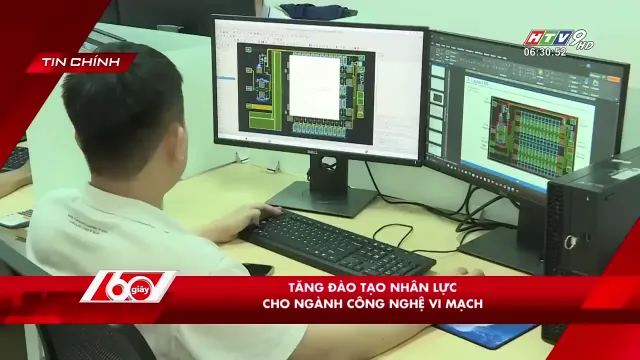 TIN CHÍNH
HTV9 HD
06:30:52
60 giây
TĂNG ĐÀO TẠO NHÂN LỰC
CHO NGÀNH CÔNG NGHỆ VI MẠCH
DELL